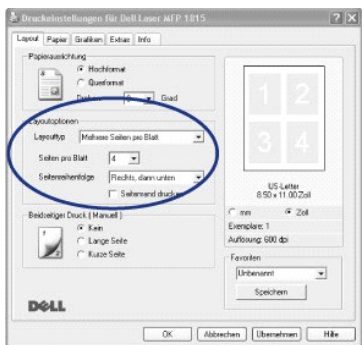 Druckeinstellungen für Dell Laser MFP 1815
Layout Papier Grafiken Extras Info
Papierausrichtung
Hochformat
Querformat
Grad
Layoutoptionen
Layouttyp Mehrere Seiten pro Blatt
Seiten pro Blatt 4
Seitenreihenfolge Rechts, dann unten
Seitenrand drucken
Beidseitiger Druck ( Manuell )
Kein
Lange Seite
Kurze Seite
1 2
3 4
US-Letter
8.50 x 11.00 Zoll
mm Zoll
Exemplare: 1
Auflösung: 600 dpi
Favoriten
Unbenannt
Speichern
DELL
OK Abbrechen Übernehmen Hilfe